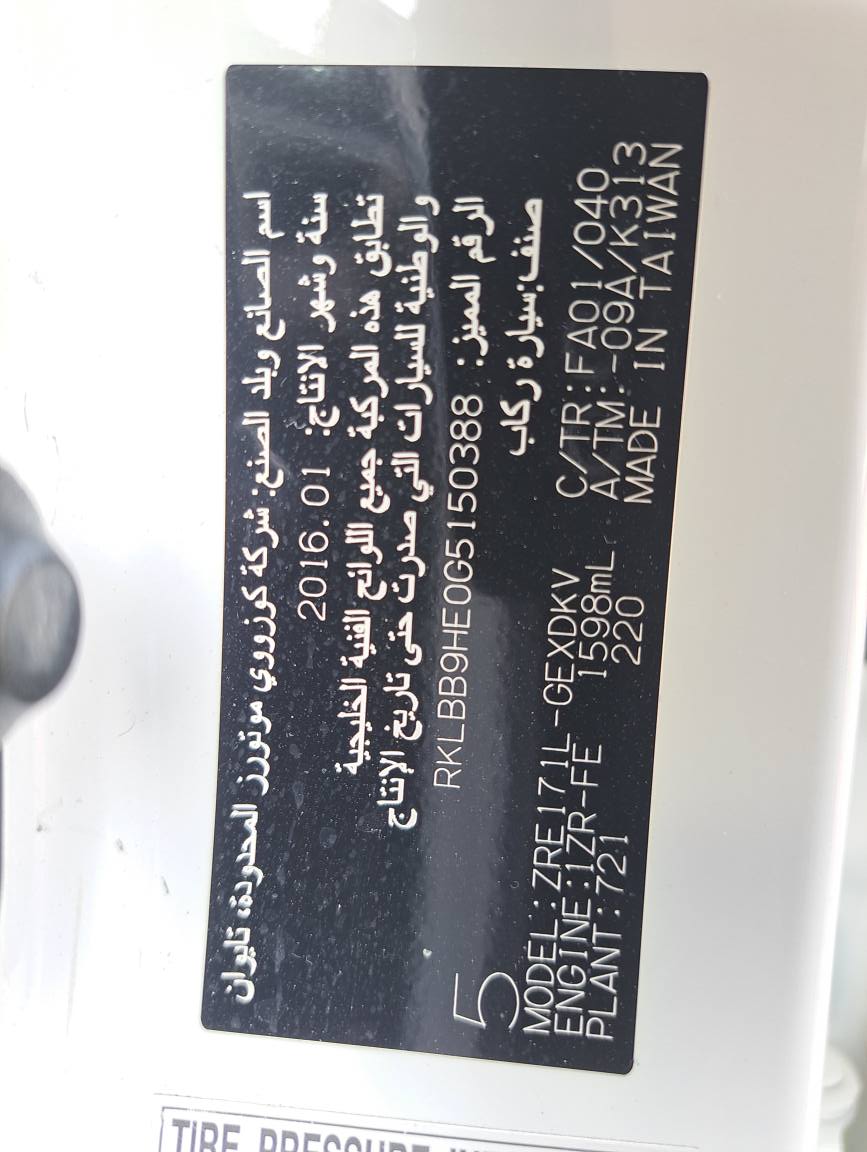 اسم الصانع وبلد الصنع: شركة كوزووي موتورز المحدودة، تايوان
سنة وشهر الانتاج: 2016.01
تطابق هذه المركبة جميع اللوائح الفنية الخليجية
والوطنية للسيارات التي صدرت حتى تاريخ الإنتاج
الرقم المميز: RKLBB9HE0G5150388
صنف:سيارة ركاب
5
MODEL:ZRE171L-GEXDKV C/TR:FA01/040
ENGINE:1ZR-FE 1598mL A/TM:-09A/K313
PLANT:721 220 MADE IN TAIWAN
TIRE PRESSURE